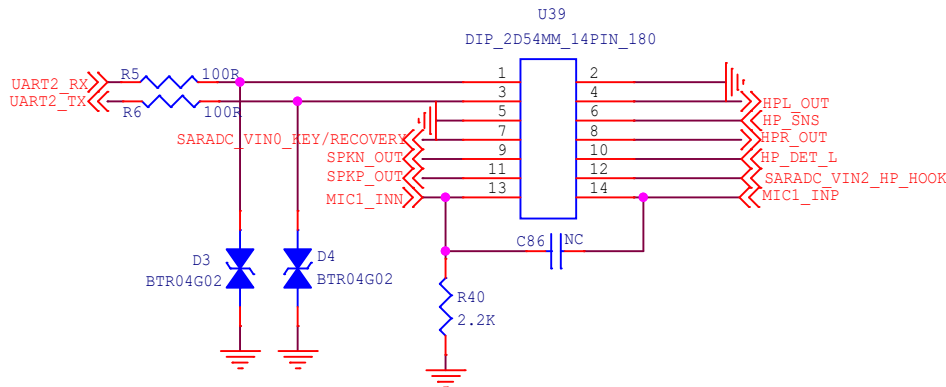 U39
DIP_2D54MM_14PIN_180
UART2_RX
R5
100R
1
2
UART2_TX
R6
100R
3
4
HPL_OUT
5
6
HP_SNS
SARADC_VIN0_KEY/RECOVERY
7
8
HPR_OUT
SPKN_OUT
9
10
HP_DET_L
SPKP_OUT
11
12
SARADC_VIN2_HP_HOOK
MIC1_INN
13
14
MIC1_INP
C86
NC
D3
BTR04G02
D4
BTR04G02
R40
2.2K